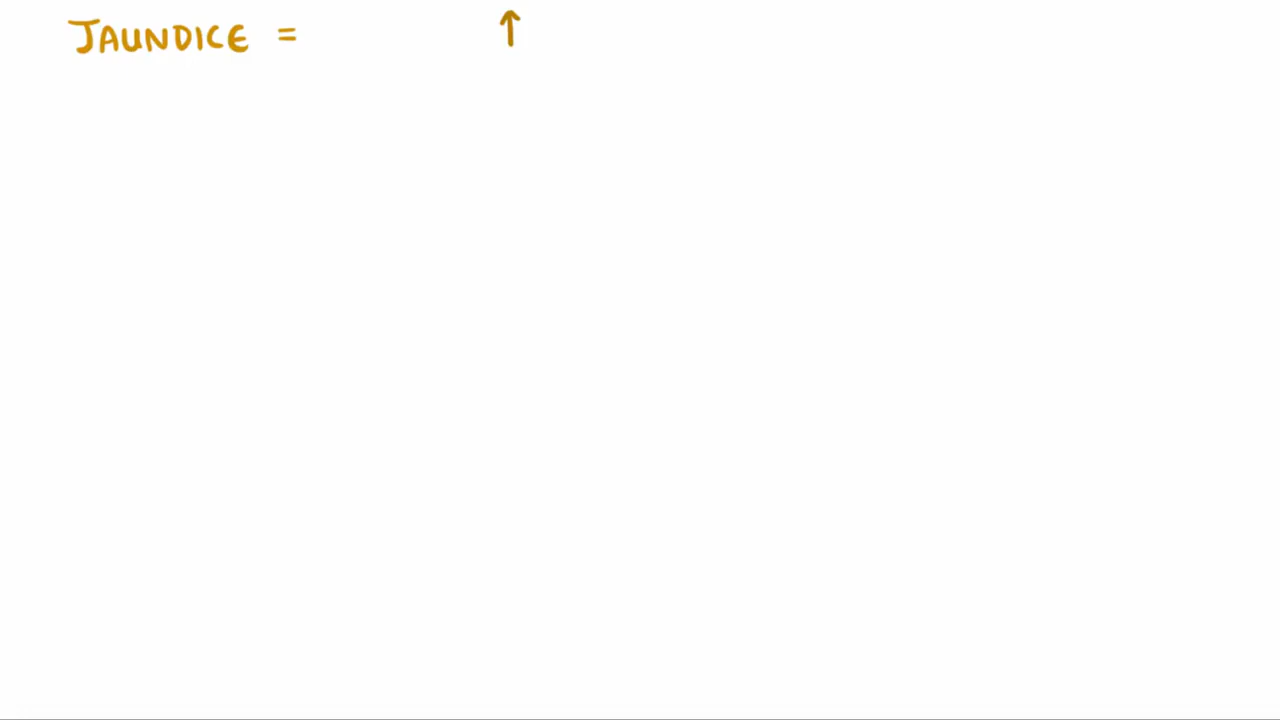 JAUNDICE = ↑